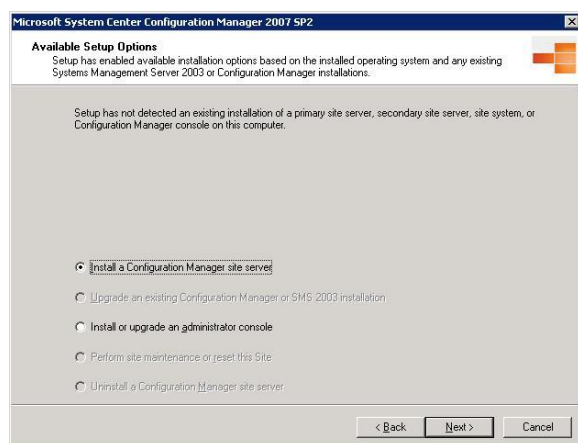 Microsoft System Center Configuration Manager 2007 SP2
Available Setup Options
Setup has enabled available installation options based on the installed operating system and any existing
Systems Management Server 2003 or Configuration Manager installations.
Setup has not detected an existing installation of a primary site server, secondary site server, site system, or
Configuration Manager console on this computer.
Install a Configuration Manager site server
Upgrade an existing Configuration Manager or SMS 2003 installation
Install or upgrade an administrator console
Perform site maintenance or reset this Site
Uninstall a Configuration Manager site server
< Back Next > Cancel